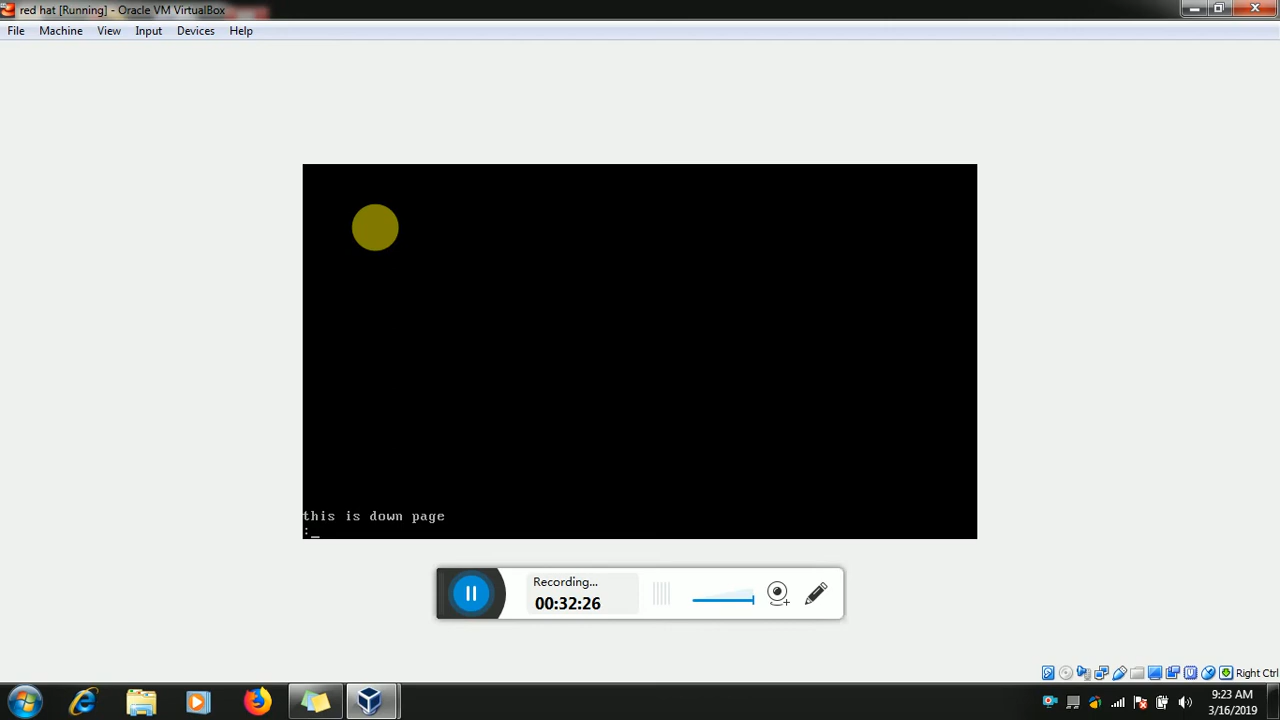 red hat [Running] - Oracle VM VirtualBox
File Machine View Input Devices Help
this is down page
:_
Recording...
00:32:26
Right Ctrl
9:23 AM
3/16/2019